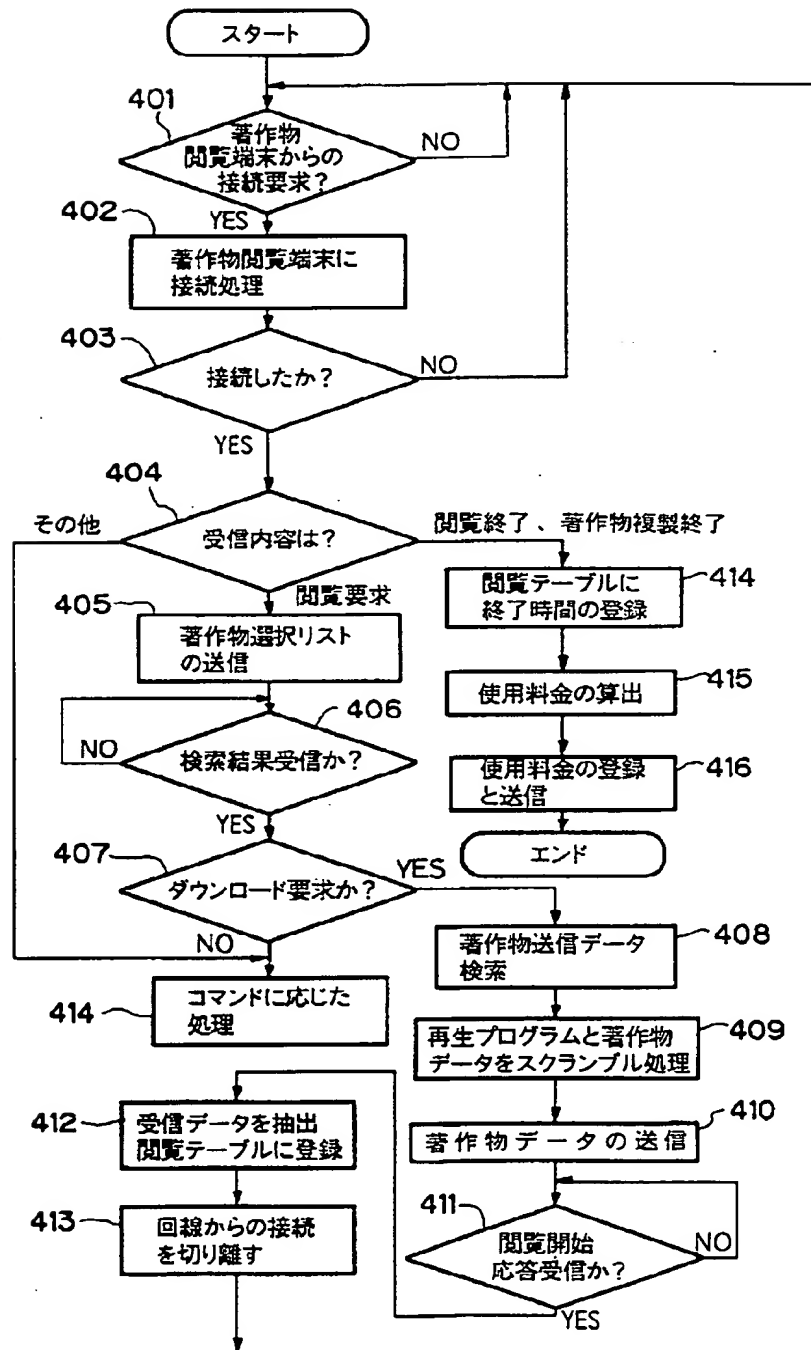 スタート
401
著作物
閲覧端末からの
接続要求？
NO
YES
402
著作物閲覧端末に
接続処理
403
接続したか？
NO
YES
404
その他
受信内容は？
閲覧終了、著作物複製終了
閲覧要求
405
著作物選択リスト
の送信
406
NO
検索結果受信か？
YES
407
ダウンロード要求か？
YES
NO
414
コマンドに応じた
処理
閲覧テーブルに
終了時間の登録
414
使用料金の算出
415
使用料金の登録
と送信
416
エンド
著作物送信データ
検索
408
再生プログラムと著作物
データをスクランブル処理
409
著作物データの送信
410
411
閲覧開始
応答受信か？
NO
YES
412
受信データを抽出
閲覧テーブルに登録
413
回線からの接続
を切り離す